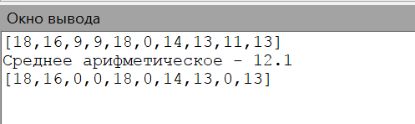 Окно вывода
[18,16,9,9,18,0,14,13,11,13]
Среднее арифметическое - 12.1
[18,16,0,0,18,0,14,13,0,13]